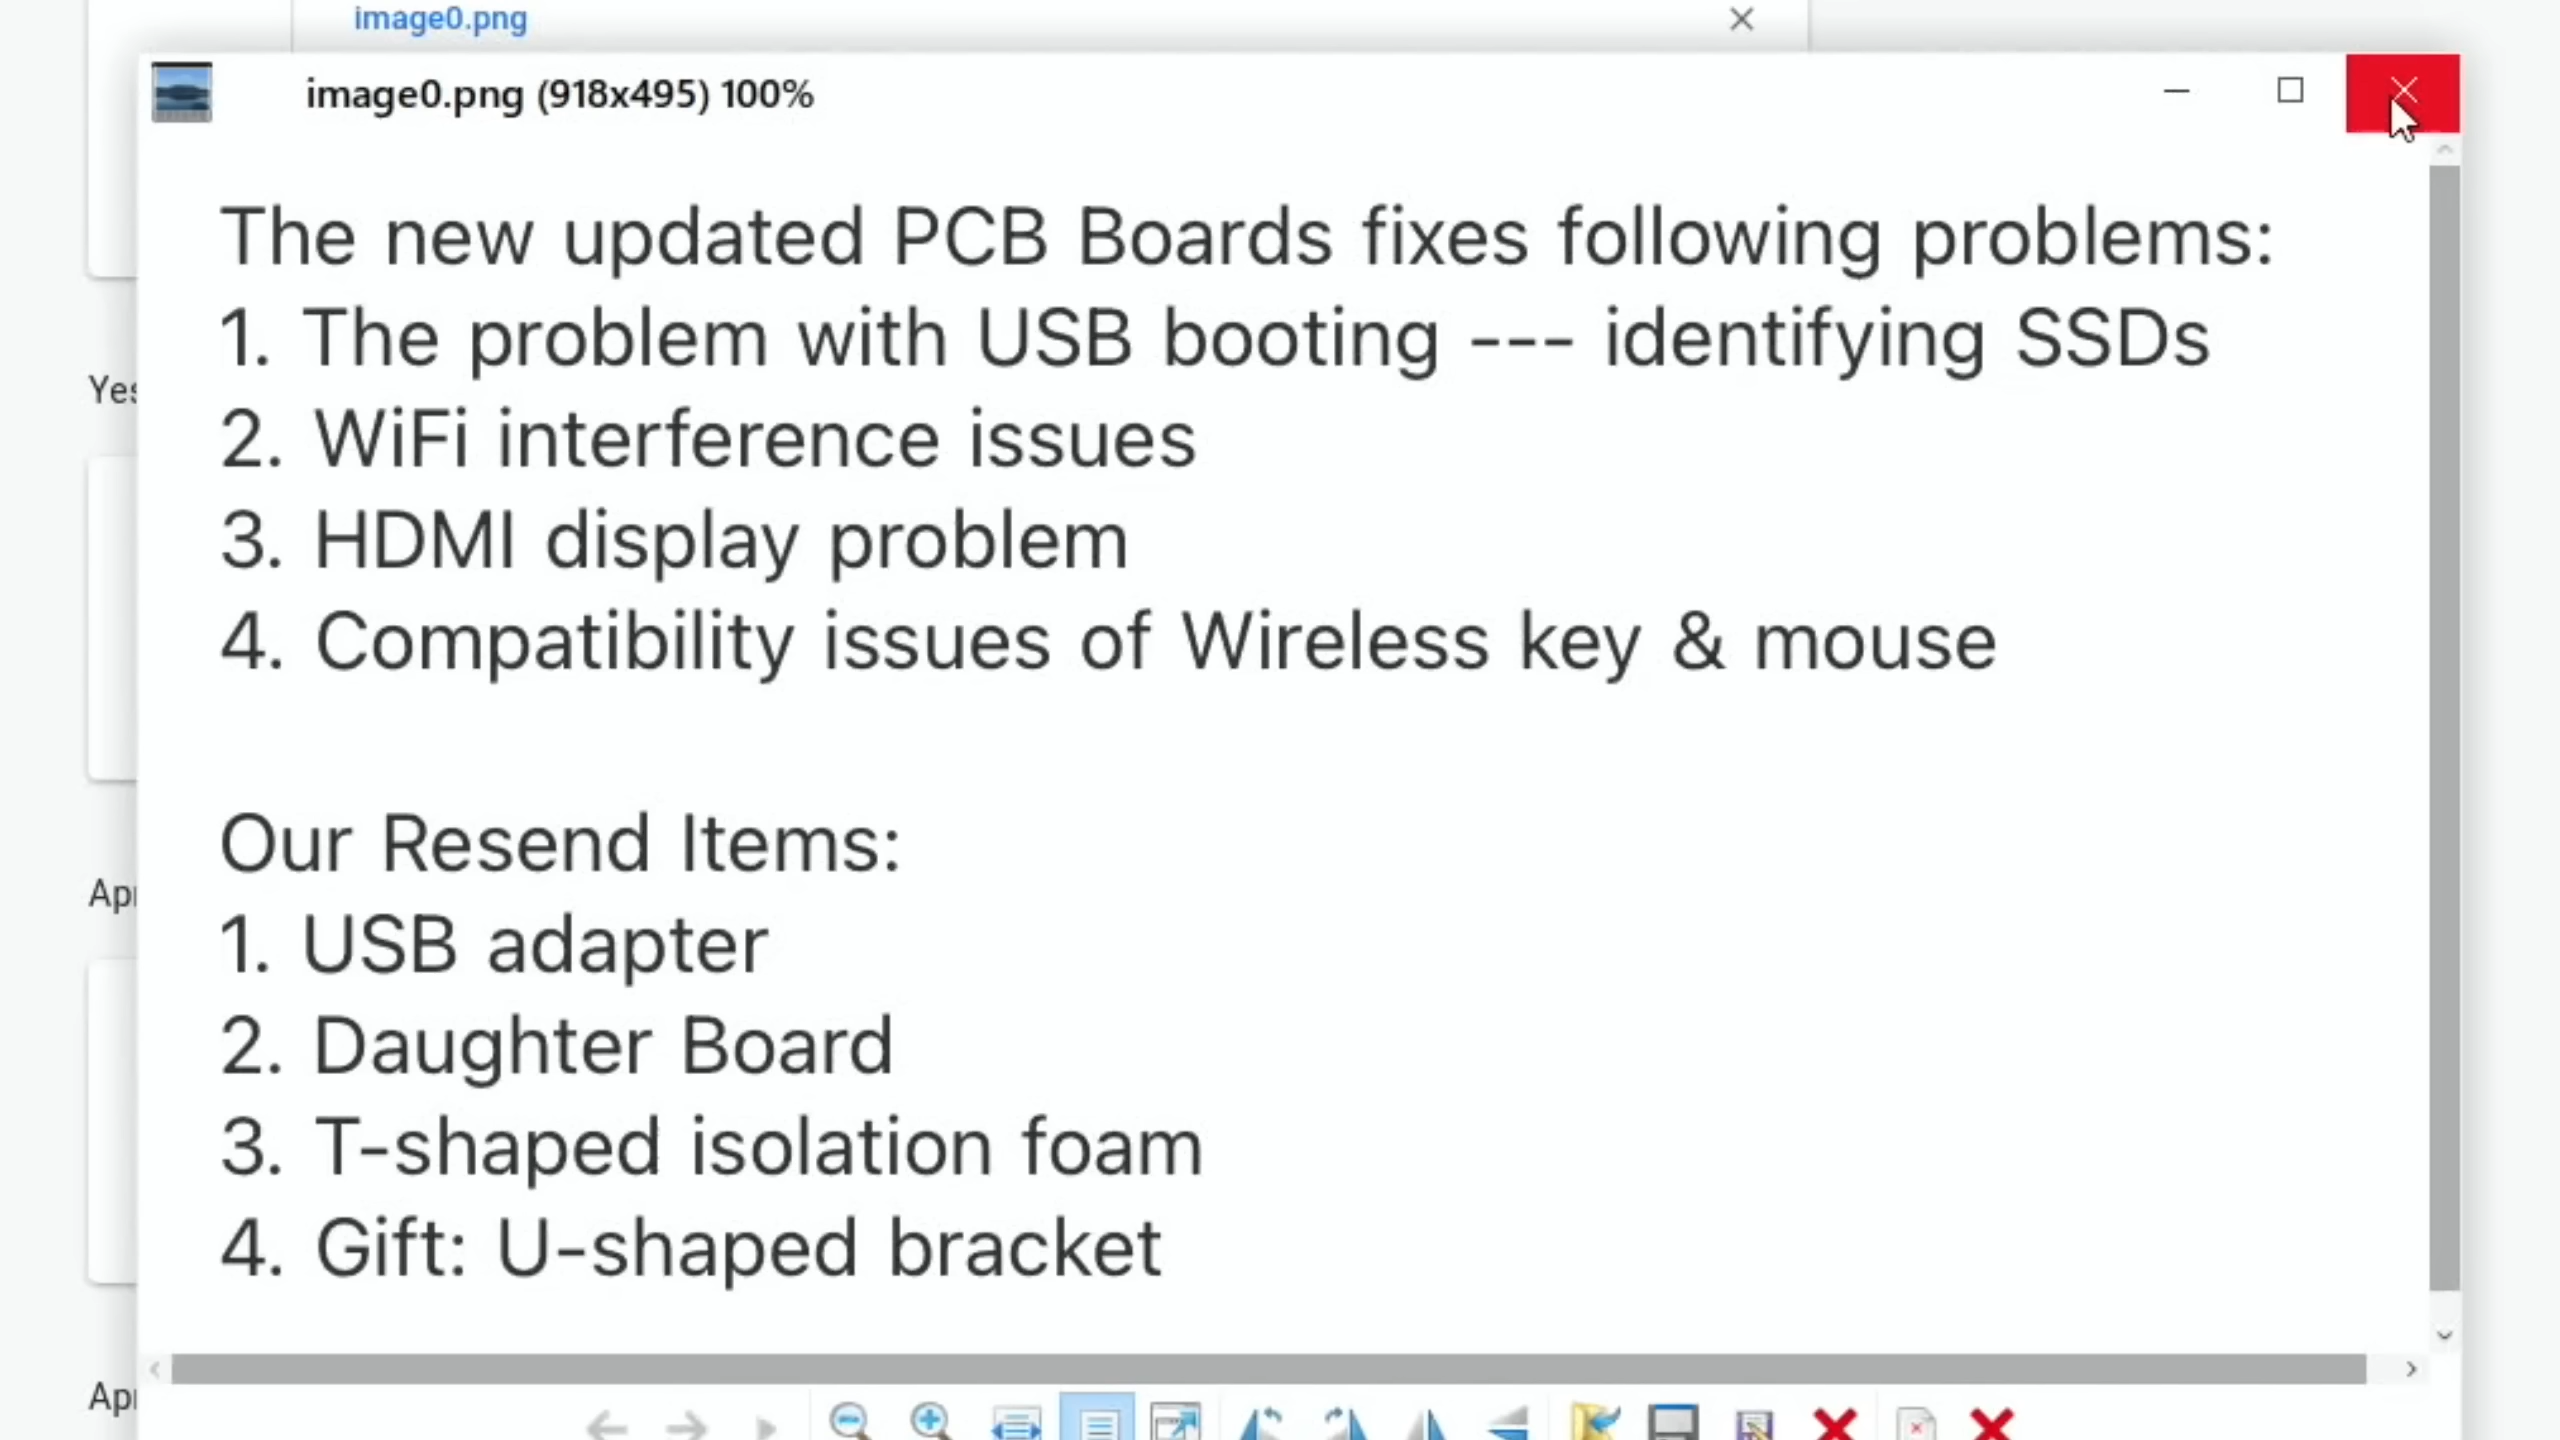 image0.png
image0.png (918x495) 100%
The new updated PCB Boards fixes following problems:
1. The problem with USB booting --- identifying SSDs
2. WiFi interference issues
3. HDMI display problem
4. Compatibility issues of Wireless key & mouse
Our Resend Items:
1. USB adapter
2. Daughter Board
3. T-shaped isolation foam
4. Gift: U-shaped bracket